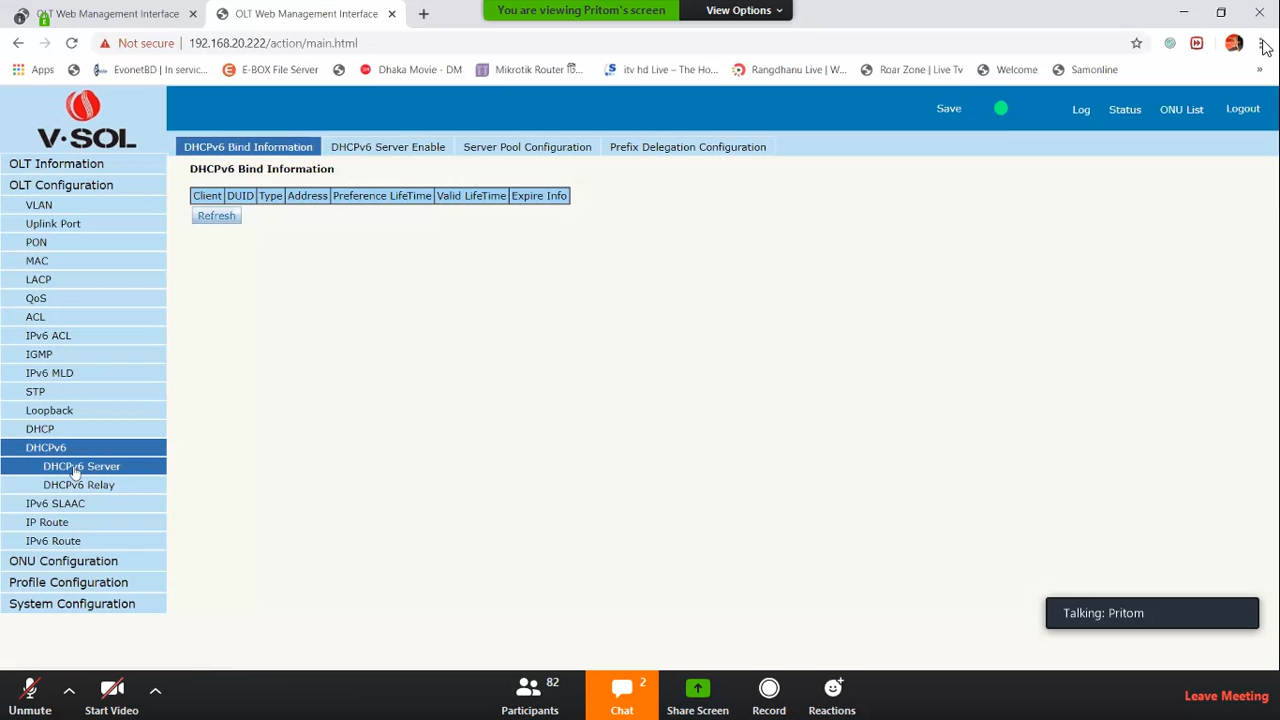 OLT Web Management Interface
OLT Web Management Interface
You are viewing Pritom's screen
View Options
Not secure
192.168.20.222/action/main.html
Apps
EvonetBD | In servic...
E-BOX File Server
Dhaka Movie - DM
Mikrotik Router fo...
itv hd Live – The Ho...
Rangdhanu Live | W...
Roar Zone | Live Tv
Welcome
Samonline
»
V·SOL
Save
Log
Status
ONU List
Logout
OLT Information
OLT Configuration
VLAN
Uplink Port
PON
MAC
LACP
QoS
ACL
IPv6 ACL
IGMP
IPv6 MLD
STP
Loopback
DHCP
DHCPv6
DHCPv6 Server
DHCPv6 Relay
IPv6 SLAAC
IP Route
IPv6 Route
ONU Configuration
Profile Configuration
System Configuration
DHCPv6 Bind Information
DHCPv6 Server Enable
Server Pool Configuration
Prefix Delegation Configuration
DHCPv6 Bind Information
Client DUID Type Address Preference LifeTime Valid LifeTime Expire Info
Refresh
Talking: Pritom
Unmute
Start Video
82
Participants
2
Chat
Share Screen
Record
Reactions
Leave Meeting